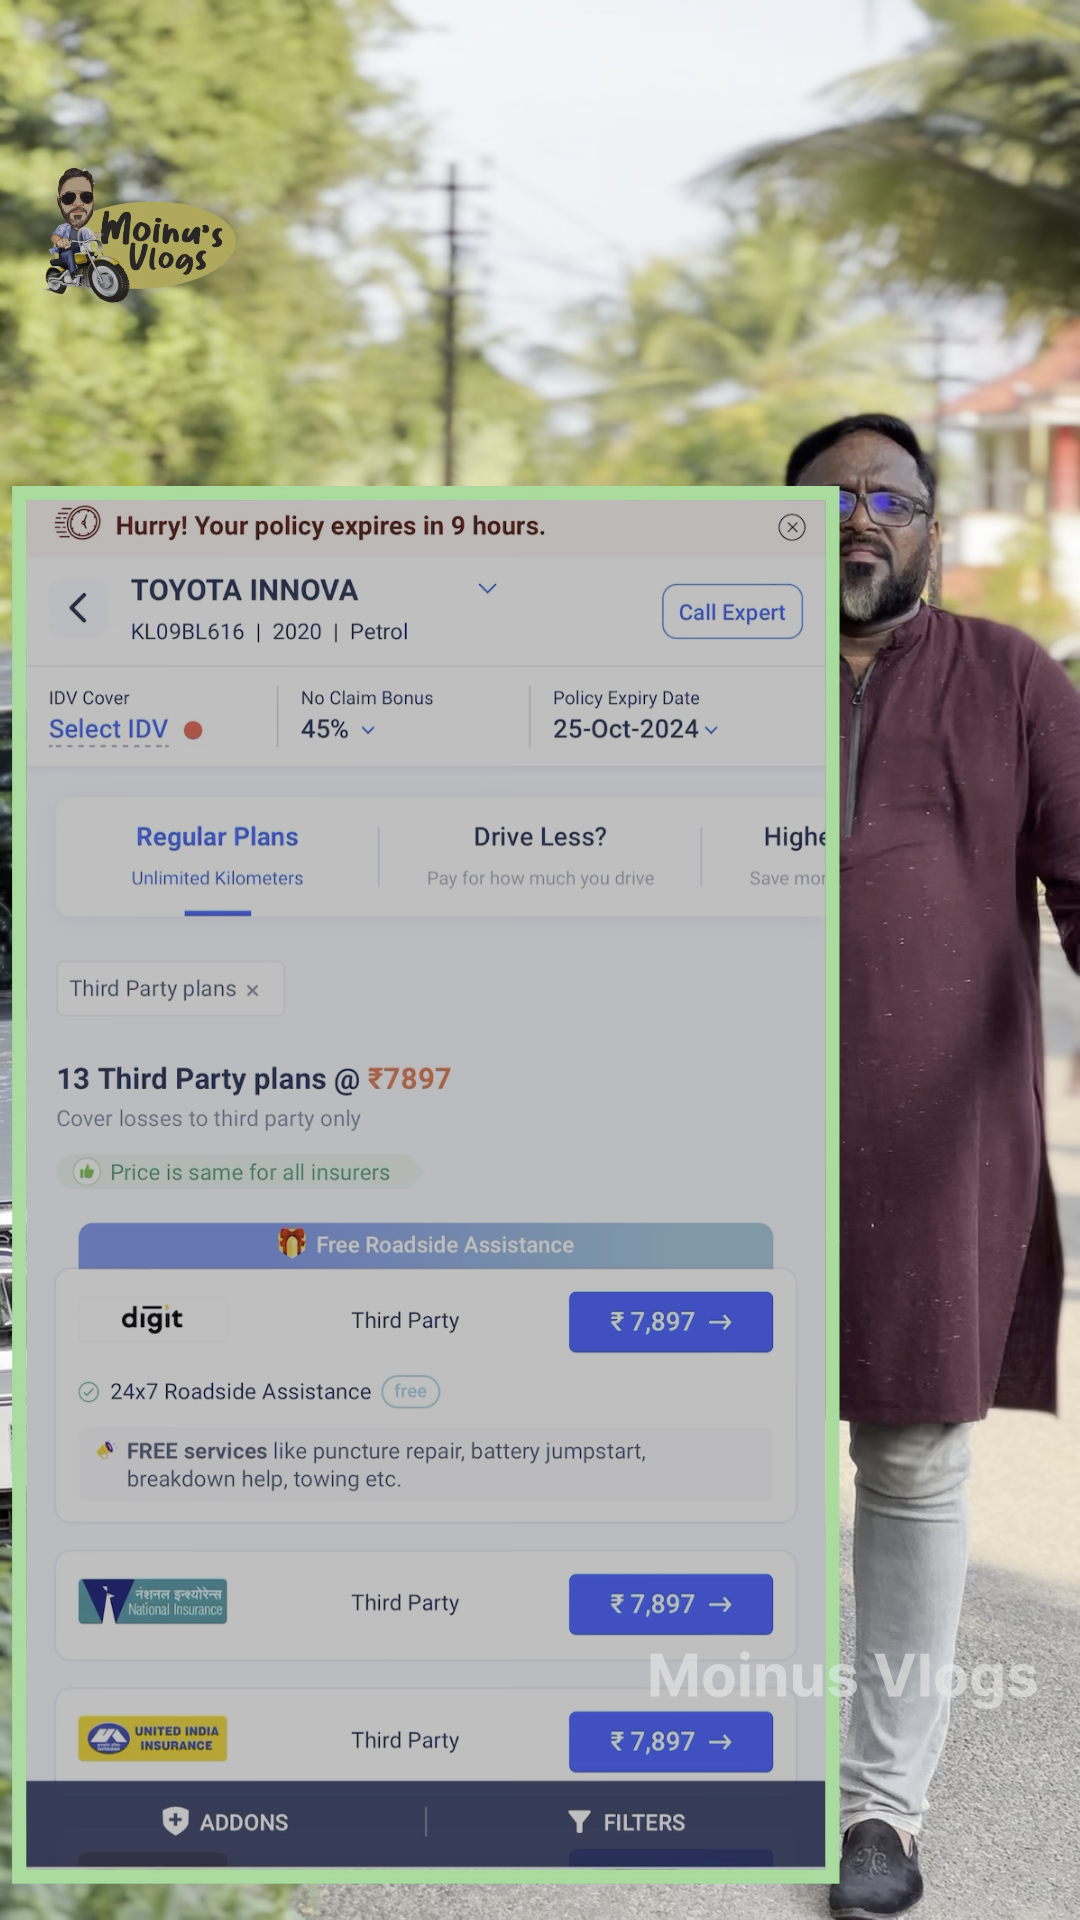 Moinu's
Vlogs
Hurry! Your policy expires in 9 hours.
TOYOTA INNOVA
Call Expert
KL09BL616 | 2020 | Petrol
IDV Cover
No Claim Bonus
Policy Expiry Date
Select IDV
45%
25-Oct-2024
Regular Plans
Drive Less?
Highe
Unlimited Kilometers
Pay for how much you drive
Save mor
Third Party plans ×
13 Third Party plans @ ₹7897
Cover losses to third party only
Price is same for all insurers
Free Roadside Assistance
digit
Third Party
₹ 7,897 →
24x7 Roadside Assistance free
FREE services like puncture repair, battery jumpstart,
breakdown help, towing etc.
नेशनल इन्श्योरेन्स
National Insurance
Third Party
₹ 7,897 →
Moinus Vlogs
UNITED INDIA
INSURANCE
Third Party
₹ 7,897 →
ADDONS
FILTERS